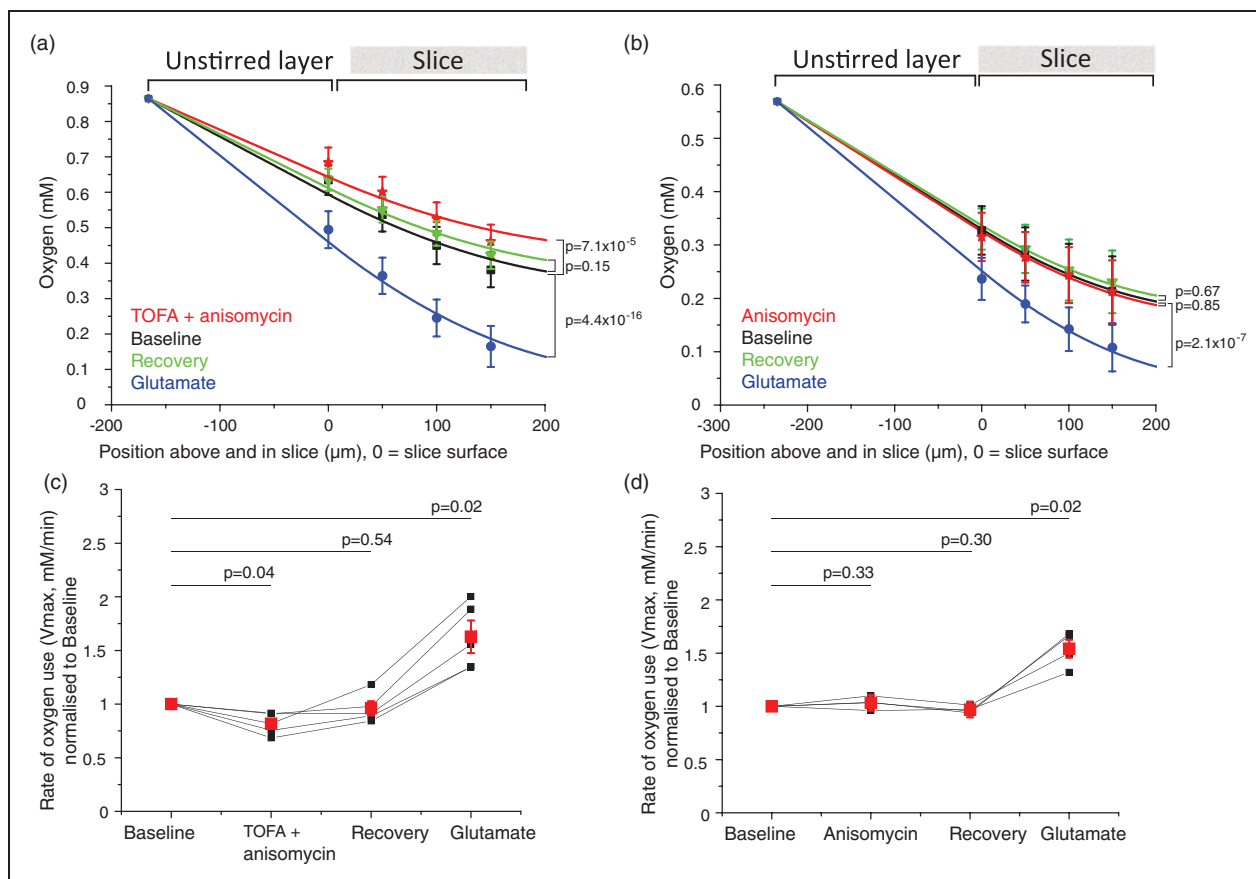 (a)
Unstirred layer
Slice
0.9
0.8
0.7
0.6
0.5
0.4
0.3
0.2
0.1
0
Oxygen (mM)
TOFA + anisomycin
Baseline
Recovery
Glutamate
p=7.1x10⁻⁵
p=0.15
p=4.4x10⁻¹⁶
-200
-100
0
100
200
Position above and in slice (µm), 0 = slice surface
(b)
Unstirred layer
Slice
0.6
0.5
0.4
0.3
0.2
0.1
0
Oxygen (mM)
Anisomycin
Baseline
Recovery
Glutamate
p=0.67
p=0.85
p=2.1x10⁻⁷
-300
-200
-100
0
100
200
Position above and in slice (µm), 0 = slice surface
(c)
3
2.5
2
1.5
1
0.75
0.5
0
Rate of oxygen use (Vmax, mM/min)
normalised to Baseline
p=0.02
p=0.54
p=0.04
Baseline
TOFA +
anisomycin
Recovery
Glutamate
(d)
3
2.5
2
1.5
1
0.75
0.5
0
Rate of oxygen use (Vmax, mM/min)
normalised to Baseline
p=0.02
p=0.30
p=0.33
Baseline
Anisomycin
Recovery
Glutamate